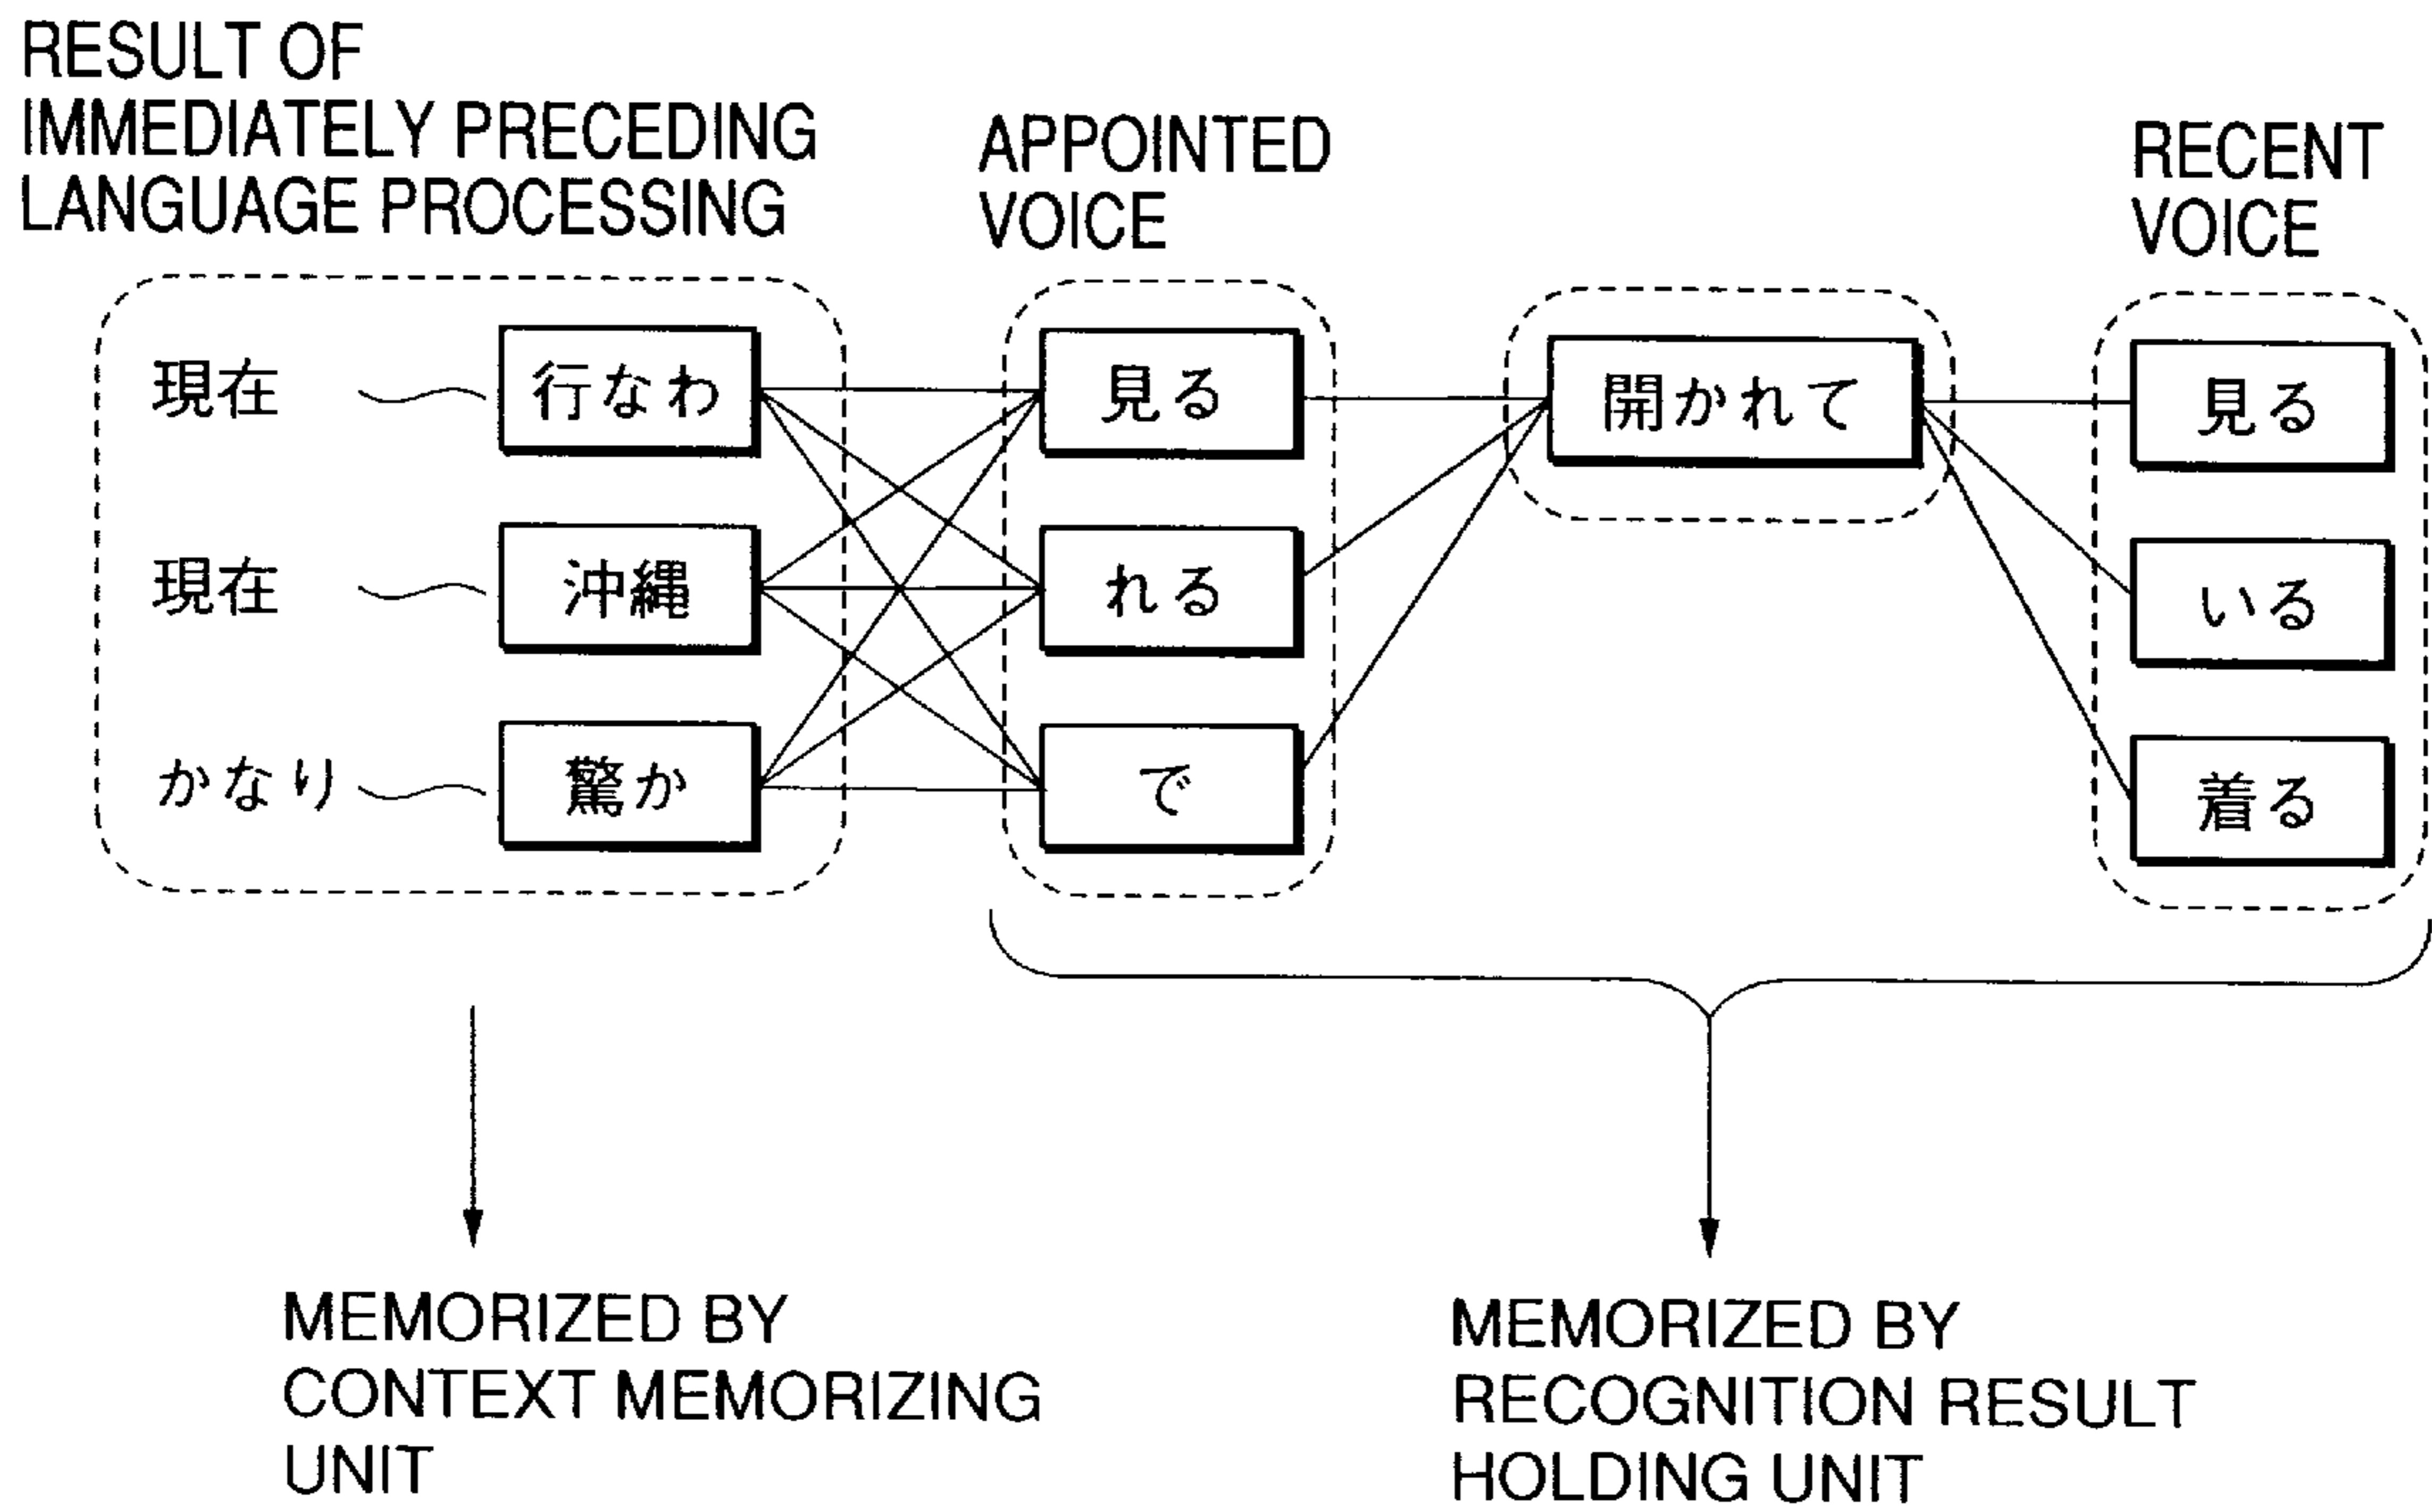 RESULT OF
IMMEDIATELY PRECEDING
LANGUAGE PROCESSING
APPOINTED
VOICE
RECENT
VOICE
現在 行なわ 見る 開かれて 見る
現在 沖縄 れる いる
かなり 驚か で 着る
MEMORIZED BY
CONTEXT MEMORIZING
UNIT
MEMORIZED BY
RECOGNITION RESULT
HOLDING UNIT